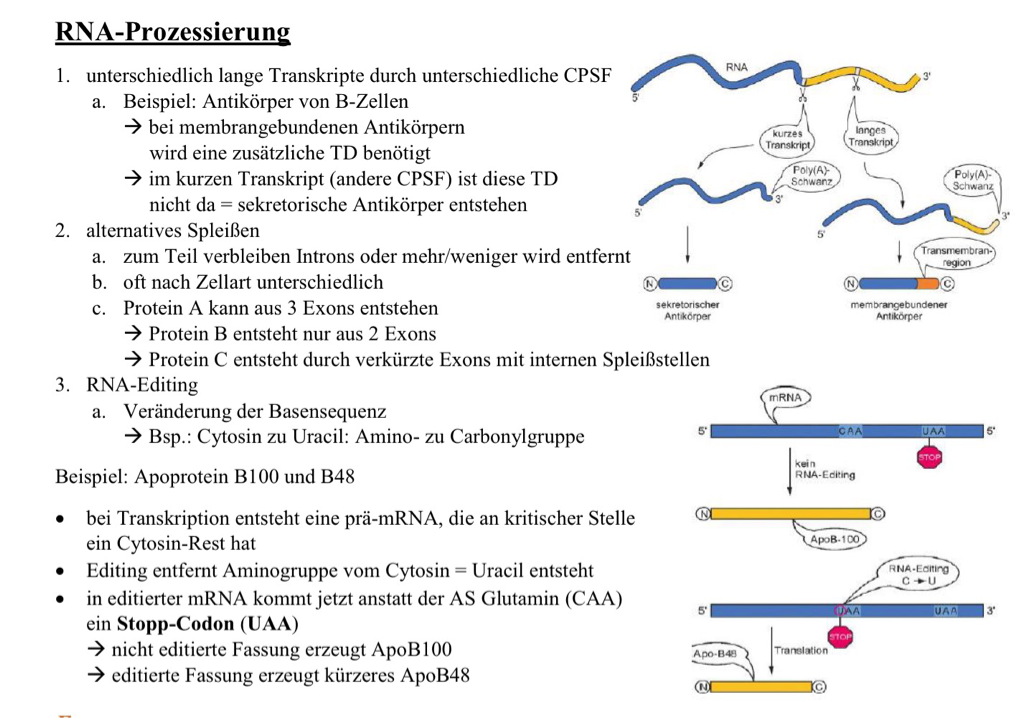 RNA-Prozessierung
1. unterschiedlich lange Transkripte durch unterschiedliche CPSF
a. Beispiel: Antikörper von B-Zellen
→ bei membrangebundenen Antikörpern
wird eine zusätzliche TD benötigt
→ im kurzen Transkript (andere CPSF) ist diese TD
nicht da = sekretorische Antikörper entstehen
2. alternatives Spleißen
a. zum Teil verbleiben Introns oder mehr/weniger wird entfernt
b. oft nach Zellart unterschiedlich
c. Protein A kann aus 3 Exons entstehen
→ Protein B entsteht nur aus 2 Exons
→ Protein C entsteht durch verkürzte Exons mit internen Spleißstellen
3. RNA-Editing
a. Veränderung der Basensequenz
→ Bsp.: Cytosin zu Uracil: Amino- zu Carbonylgruppe
Beispiel: Apoprotein B100 und B48
• bei Transkription entsteht eine prä-mRNA, die an kritischer Stelle
ein Cytosin-Rest hat
• Editing entfernt Aminogruppe vom Cytosin = Uracil entsteht
• in editierter mRNA kommt jetzt anstatt der AS Glutamin (CAA)
ein Stopp-Codon (UAA)
→ nicht editierte Fassung erzeugt ApoB100
→ editierte Fassung erzeugt kürzeres ApoB48
RNA
3'
5'
kurzes
Transkript
langes
Transkript
Poly(A)-
Schwanz
3'
5'
Poly(A)-
Schwanz
3'
5'
Transmembran-
region
N C
N C
sekretorischer
Antikörper
membrangebundener
Antikörper
mRNA
5' CAA UAA 5'
STOP
kein
RNA-Editing
N C
ApoB-100
RNA-Editing
C → U
5' UAA UAA 3'
STOP
Apo-B48
Translation
N C